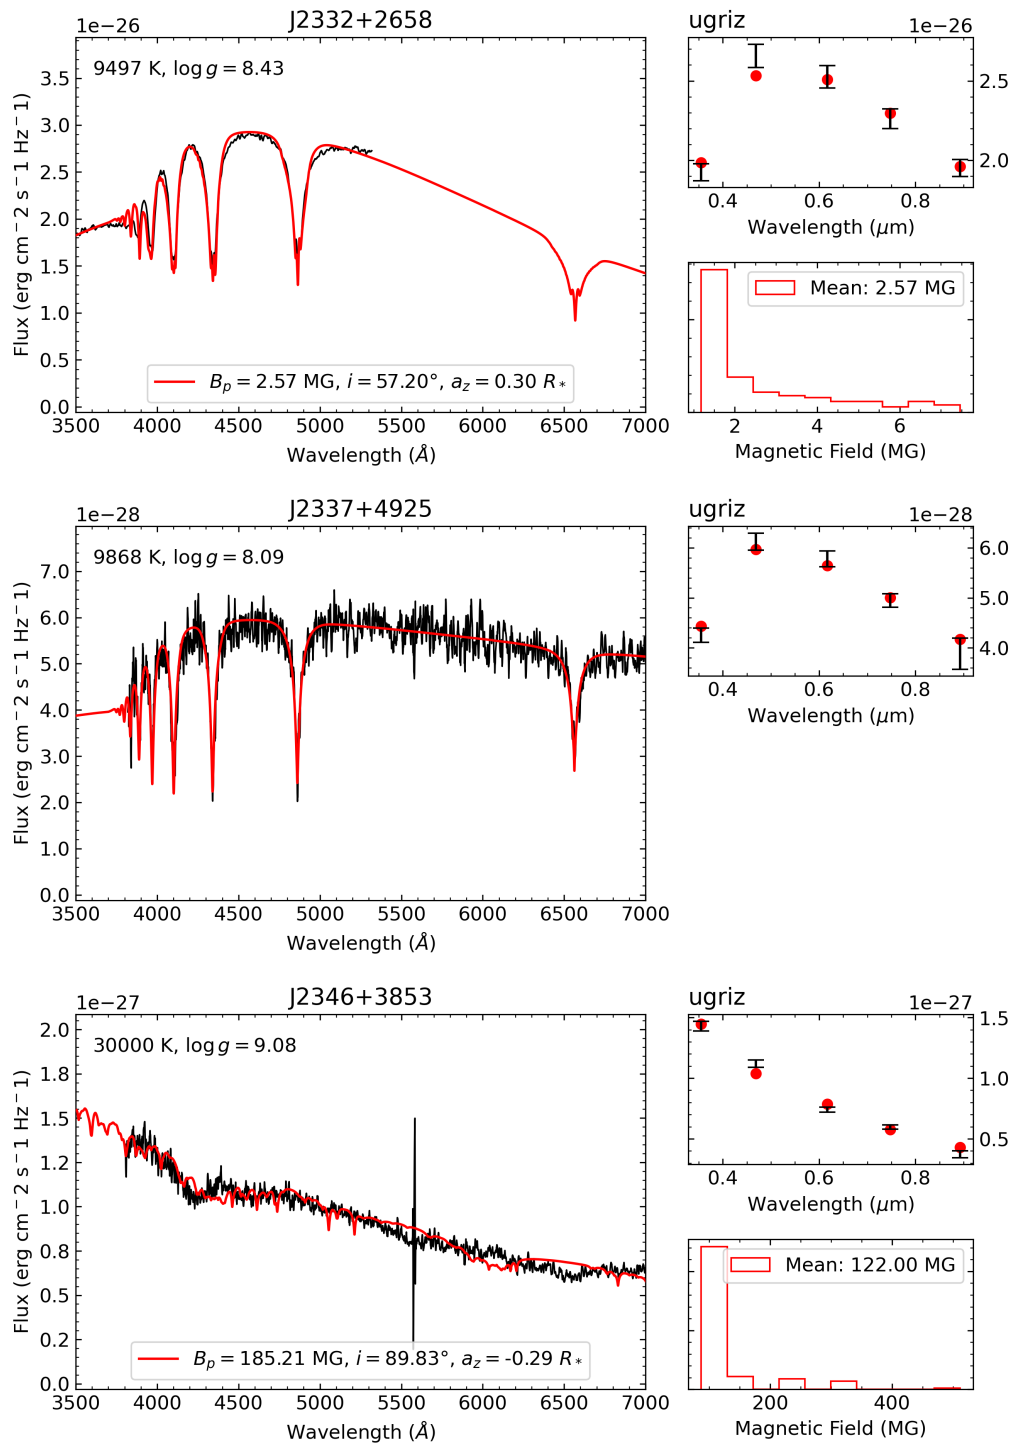 1e−26
J2332+2658
9497 K, log g = 8.43
Flux (erg cm−2 s−1 Hz−1)
3.5
3.0
2.5
2.0
1.5
1.0
0.5
0.0
B_p = 2.57 MG, i = 57.20°, a_z = 0.30 R_*
3500 4000 4500 5000 5500 6000 6500 7000
Wavelength (Å)
ugriz
1e−26
2.5
2.0
0.4 0.6 0.8
Wavelength (μm)
Mean: 2.57 MG
2 4 6
Magnetic Field (MG)
1e−28
J2337+4925
9868 K, log g = 8.09
Flux (erg cm−2 s−1 Hz−1)
7.0
6.0
5.0
4.0
3.0
2.0
1.0
0.0
3500 4000 4500 5000 5500 6000 6500 7000
Wavelength (Å)
ugriz
1e−28
6.0
5.0
4.0
0.4 0.6 0.8
Wavelength (μm)
1e−27
J2346+3853
30000 K, log g = 9.08
Flux (erg cm−2 s−1 Hz−1)
2.0
1.8
1.5
1.2
1.0
0.8
0.5
0.2
0.0
B_p = 185.21 MG, i = 89.83°, a_z = -0.29 R_*
3500 4000 4500 5000 5500 6000 6500 7000
Wavelength (Å)
ugriz
1e−27
1.5
1.0
0.5
0.4 0.6 0.8
Wavelength (μm)
Mean: 122.00 MG
200 400
Magnetic Field (MG)